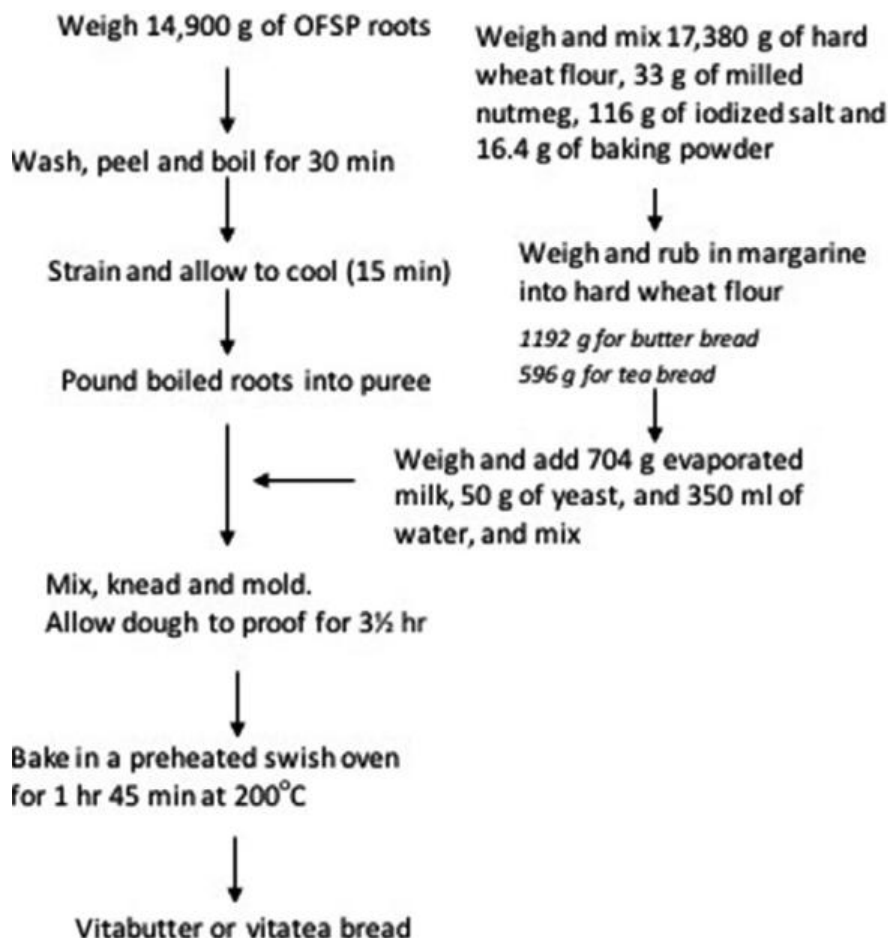 Weigh 14,900 g of OFSP roots
Wash, peel and boil for 30 min
Strain and allow to cool (15 min)
Pound boiled roots into puree
Weigh and mix 17,380 g of hard
wheat flour, 33 g of milled
nutmeg, 116 g of iodized salt and
16.4 g of baking powder
Weigh and rub in margarine
into hard wheat flour
1192 g for butter bread
596 g for tea bread
Weigh and add 704 g evaporated
milk, 50 g of yeast, and 350 ml of
water, and mix
Mix, knead and mold.
Allow dough to proof for 3½ hr
Bake in a preheated swish oven
for 1 hr 45 min at 200°C
Vitabutter or vitatea bread